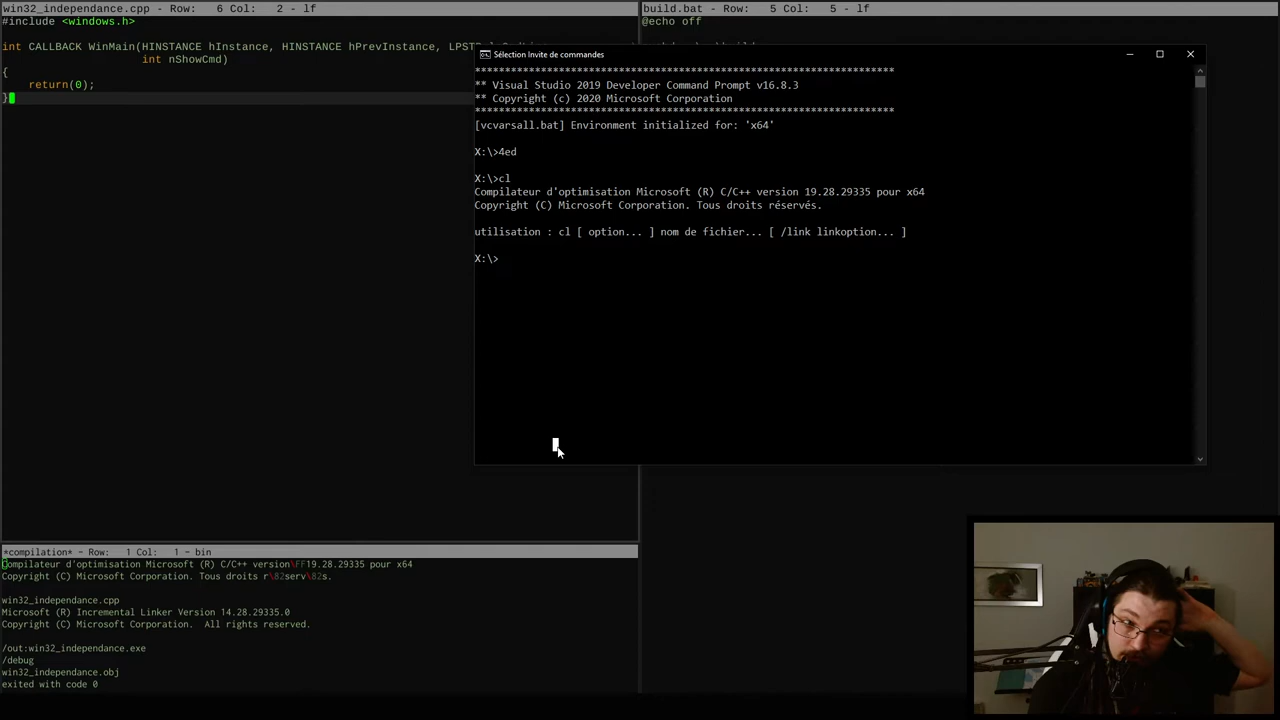 win32_independance.cpp - Row: 6 Col: 2 - lf
#include <windows.h>
int CALLBACK WinMain(HINSTANCE hInstance, HINSTANCE hPrevInstance,
int nShowCmd)
{
return(0);
}
build.bat - Row: 5 Col: 5 - lf
@echo off
Sélection Invite de commandes
**********************************************************************
** Visual Studio 2019 Developer Command Prompt v16.8.3
** Copyright (c) 2020 Microsoft Corporation
**********************************************************************
[vcvarsall.bat] Environment initialized for: 'x64'
X:\>4ed
X:\>cl
Compilateur d'optimisation Microsoft (R) C/C++ version 19.28.29335 pour x64
Copyright (C) Microsoft Corporation. Tous droits réservés.
utilisation : cl [ option... ] nom de fichier... [ /link linkoption... ]
X:\>
*compilation* - Row: 1 Col: 1 - bin
Compilateur d'optimisation Microsoft (R) C/C++ version\FF19.28.29335 pour x64
Copyright (C) Microsoft Corporation. Tous droits r\82serv\82s.
win32_independance.cpp
Microsoft (R) Incremental Linker Version 14.28.29335.0
Copyright (C) Microsoft Corporation.  All rights reserved.
/out:win32_independance.exe
/debug
win32_independance.obj
exited with code 0